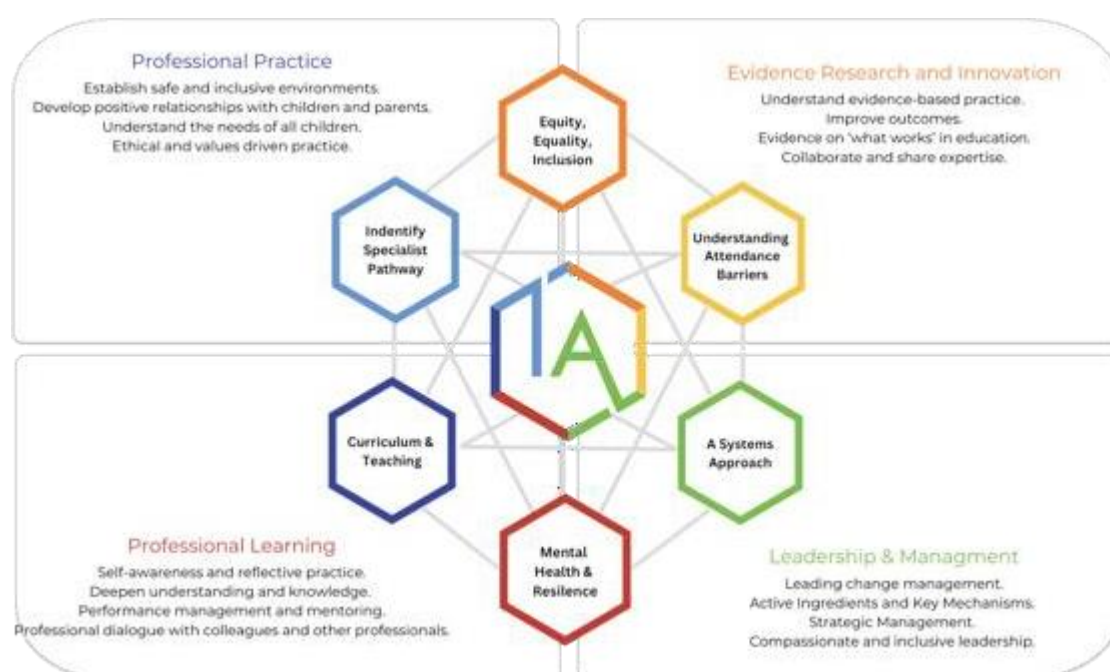 Professional Practice
Establish safe and inclusive environments.
Develop positive relationships with children and parents.
Understand the needs of all children.
Ethical and values driven practice.
Evidence Research and Innovation
Understand evidence-based practice.
Improve outcomes.
Evidence on 'what works' in education.
Collaborate and share expertise.
Equity,
Equality,
Inclusion
Indentify
Specialist
Pathway
Understanding
Attendance
Barriers
IA
Curriculum &
Teaching
A Systems
Approach
Mental
Health &
Resilence
Professional Learning
Self-awareness and reflective practice.
Deepen understanding and knowledge.
Performance management and mentoring.
Professional dialogue with colleagues and other professionals.
Leadership & Managment
Leading change management.
Active Ingredients and Key Mechanisms.
Strategic Management.
Compassionate and inclusive leadership.